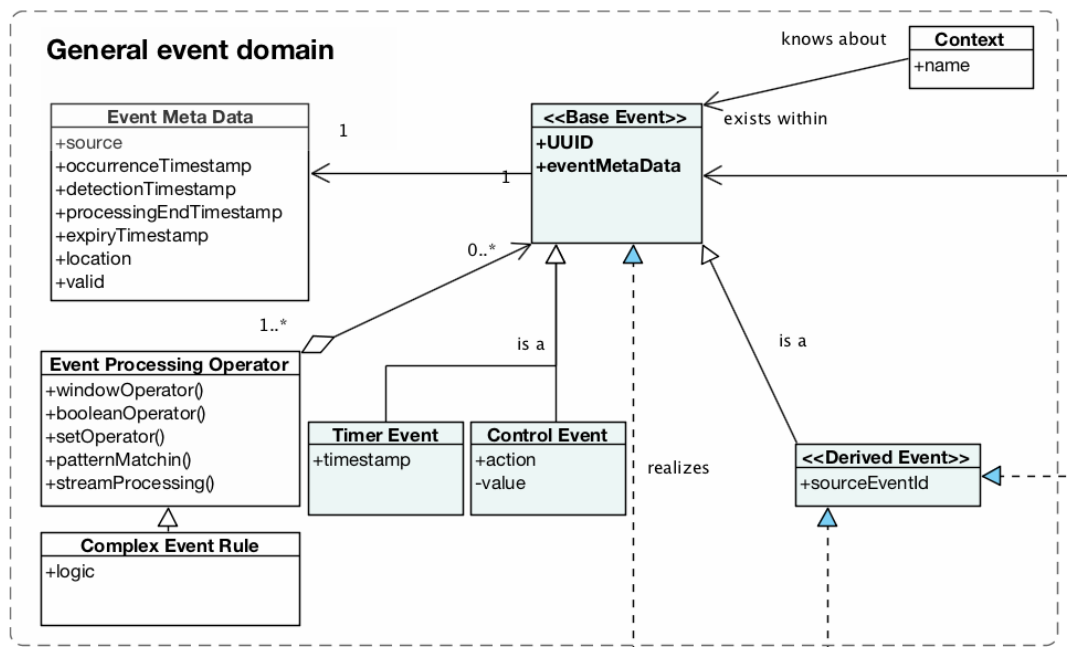 General event domain
knows about
Context
+name
Event Meta Data
+source
+occurrenceTimestamp
+detectionTimestamp
+processingEndTimestamp
+expiryTimestamp
+location
+valid
1
1
<<Base Event>>
+UUID
+eventMetaData
exists within
0..*
1..*
Event Processing Operator
+windowOperator()
+booleanOperator()
+setOperator()
+patternMatchin()
+streamProcessing()
is a
is a
Timer Event
+timestamp
Control Event
+action
-value
realizes
<<Derived Event>>
+sourceEventId
Complex Event Rule
+logic